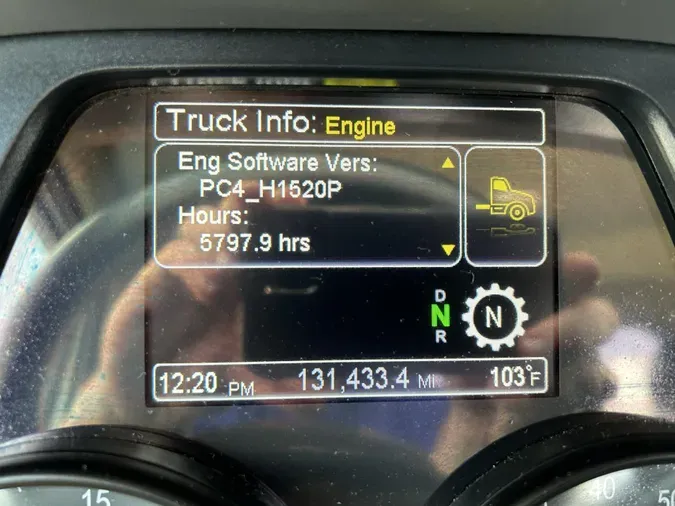 Truck Info: Engine
Eng Software Vers:
PC4_H1520P
Hours:
5797.9 hrs
D
N
R
N
12:20 PM 131,433.4 MI 103°F
15
40
50